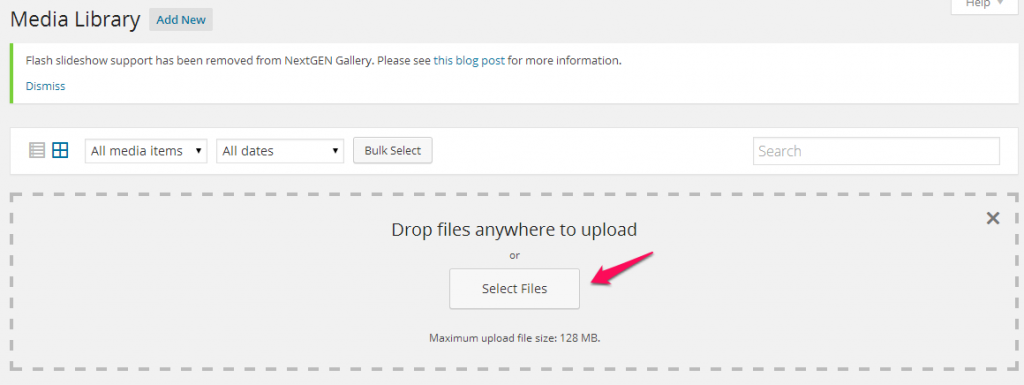 Help
Media Library
Add New
Flash slideshow support has been removed from NextGEN Gallery. Please see this blog post for more information.
Dismiss
All media items
All dates
Bulk Select
Search
Drop files anywhere to upload
or
Select Files
Maximum upload file size: 128 MB.